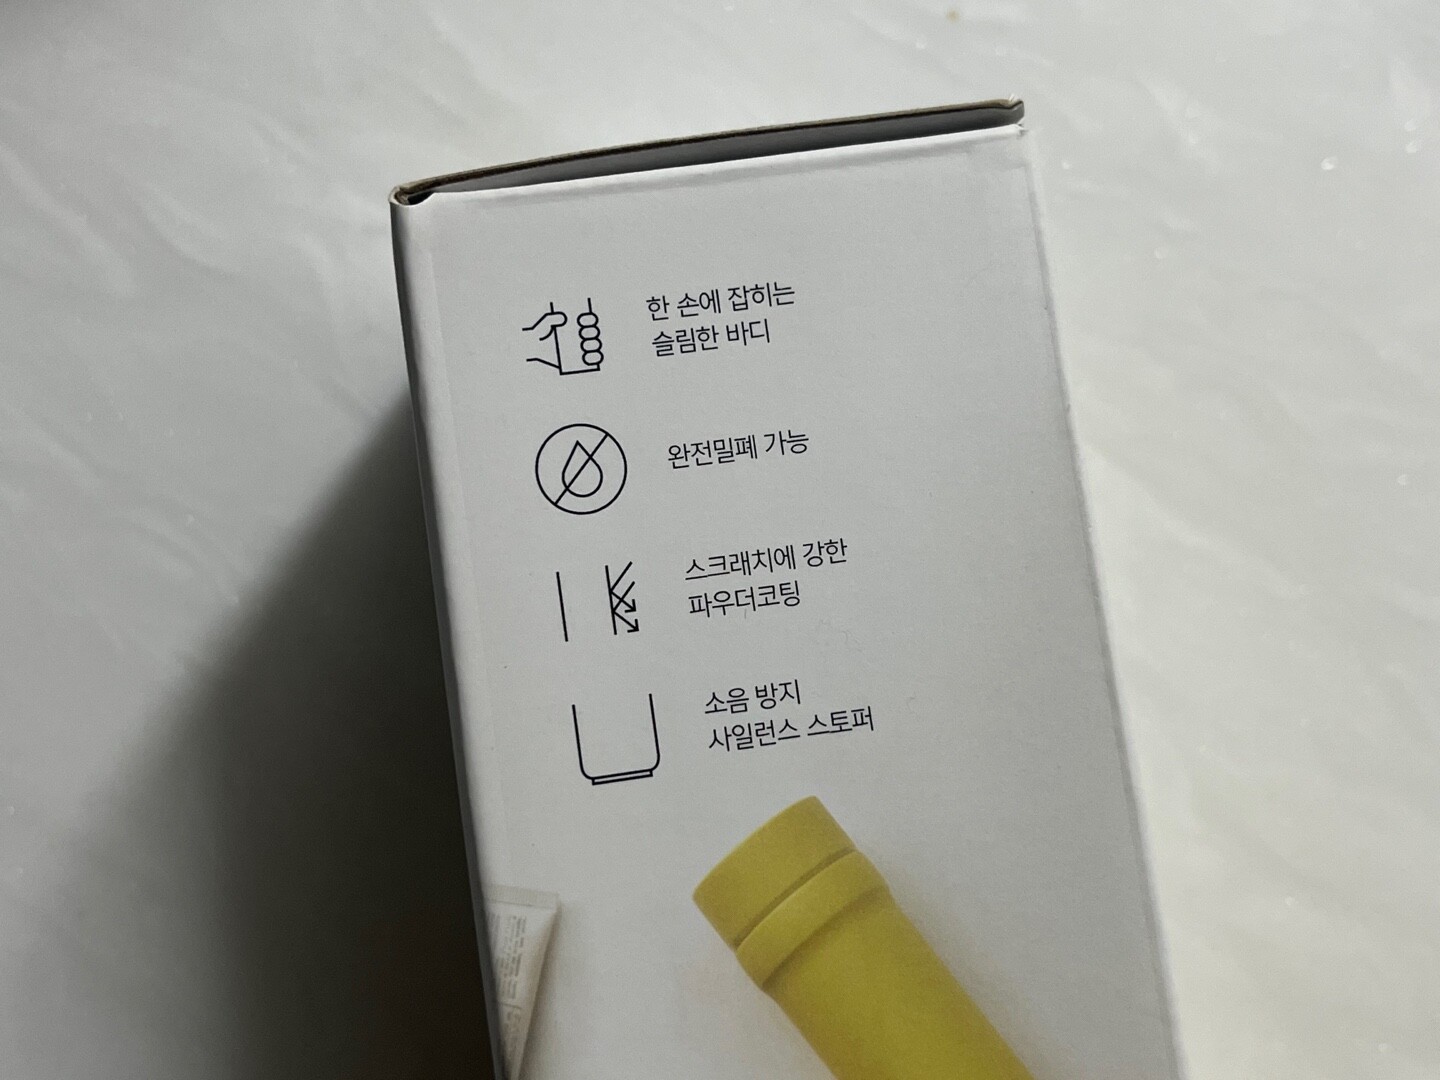 한 손에 잡히는
슬림한 바디
완전밀폐 가능
스크래치에 강한
파우더코팅
소음 방지
사일런스 스토퍼